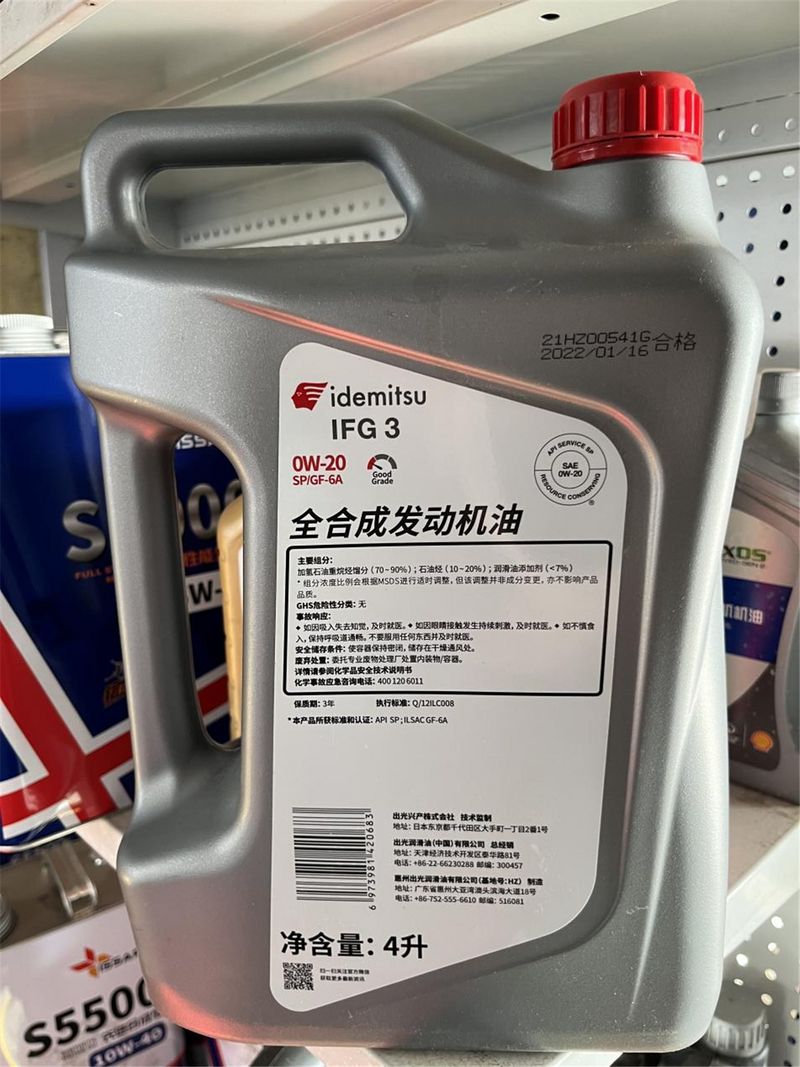 21HZ00541G
2022/01/16 合格
idemitsu
IFG 3
0W-20
SP/GF-6A
Good
Grade
API SERVICE SP
SAE
0W-20
RESOURCE CONSERVING
®
全合成发动机油
主要组分:
加氢石油重烷烃馏分 (70~90%) ; 石油烃 (10~20%) ; 润滑油添加剂 (<7%)
* 组分浓度比例会根据MSDS进行适时调整, 但该调整并非成分变更, 亦不影响产品
品质。
GHS危险性分类: 无
事故响应:
◆ 如因吸入失去知觉, 及时就医。◆ 如因眼睛接触发生持续刺激, 及时就医。◆ 如不慎食
入, 保持呼吸道通畅。不要服用任何东西并及时就医。
安全储存条件: 使容器保持密闭, 储存在干燥通风处。
废弃处置: 委托专业废物处理厂处置内装物/容器。
详情请参阅化学品安全技术说明书
化学事故应急咨询电话: 400 120 6011
保质期: 3年 执行标准: Q/12ILC008
* 本产品所获标准和认证: API SP ; ILSAC GF-6A
6 973981 420683
出光兴产株式会社 技术监制
地址: 日本东京都千代田区大手町一丁目2番1号
出光润滑油(中国)有限公司 总经销
地址: 天津经济技术开发区泰华路81号
电话: +86-22-66230288 邮编: 300457
惠州出光润滑油有限公司(基地号:HZ) 制造
地址: 广东省惠州大亚湾澳头滨海大道18号
电话: +86-752-555-6610 邮编: 516081
净含量: 4升
扫一扫关注官方微信
获取更多最新资讯
S5500
10W-40
机油